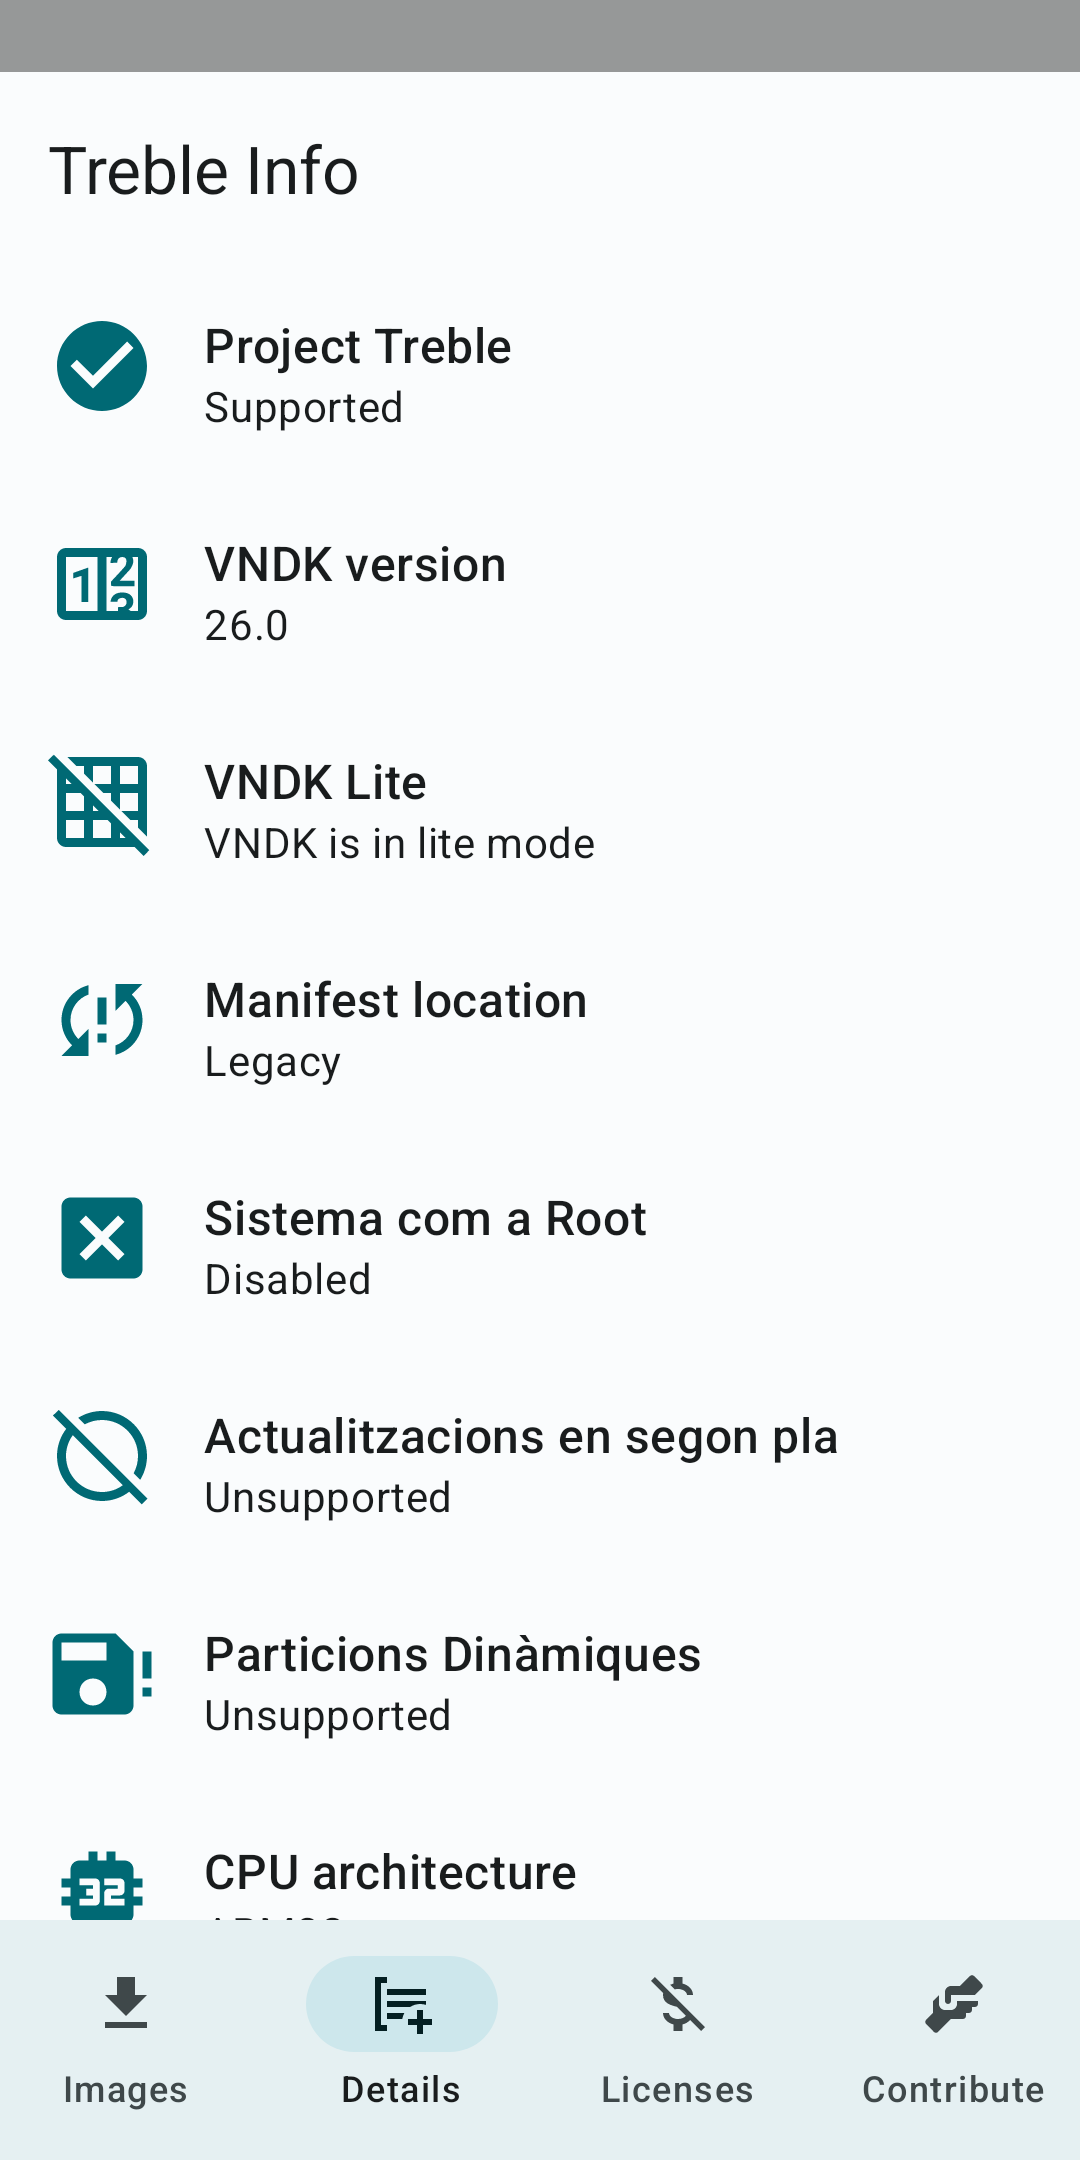 Treble Info
Project Treble
Supported
VNDK version
26.0
VNDK Lite
VNDK is in lite mode
Manifest location
Legacy
Sistema com a Root
Disabled
Actualitzacions en segon pla
Unsupported
Particions Dinàmiques
Unsupported
CPU architecture
Images
Details
Licenses
Contribute